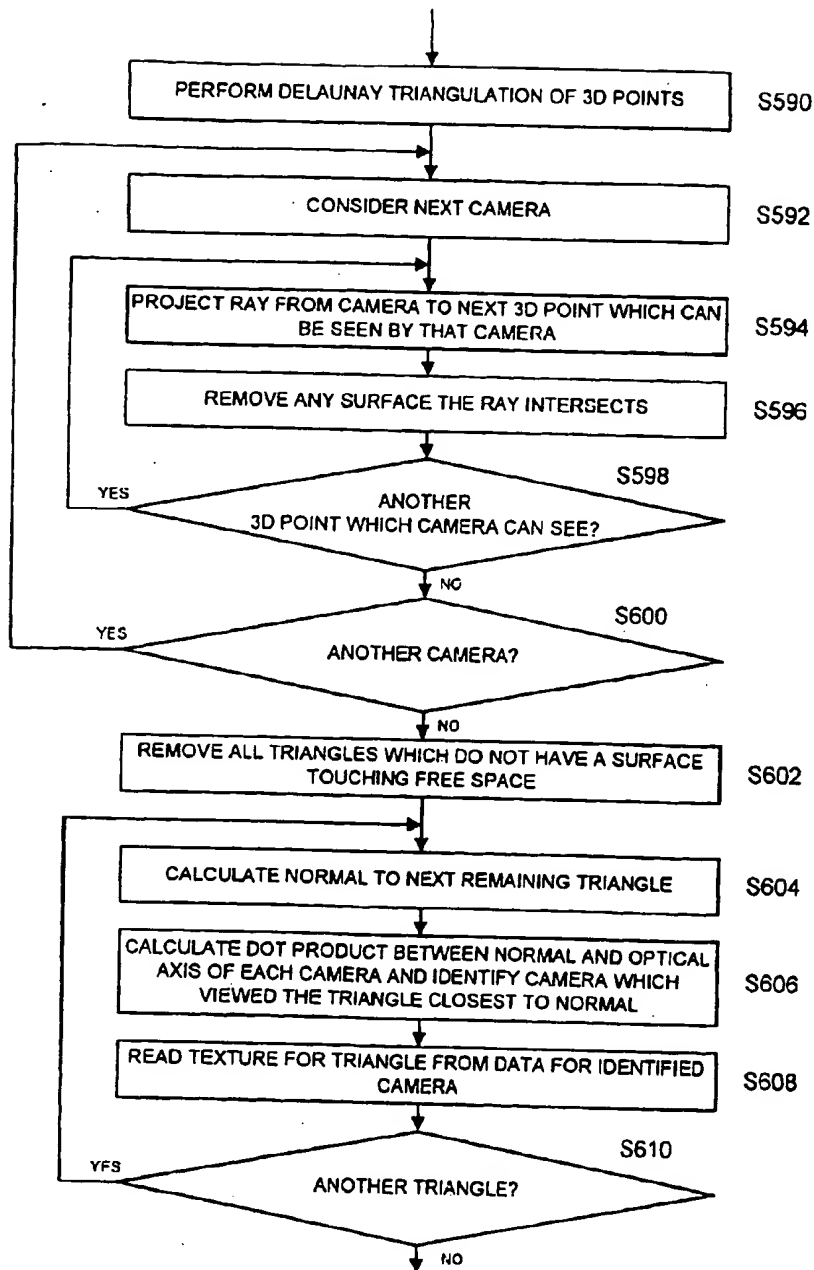 PERFORM DELAUNAY TRIANGULATION OF 3D POINTS
S590
CONSIDER NEXT CAMERA
S592
PROJECT RAY FROM CAMERA TO NEXT 3D POINT WHICH CAN
BE SEEN BY THAT CAMERA
S594
REMOVE ANY SURFACE THE RAY INTERSECTS
S596
S598
YES
ANOTHER
3D POINT WHICH CAMERA CAN SEE?
NO
S600
YES
ANOTHER CAMERA?
NO
REMOVE ALL TRIANGLES WHICH DO NOT HAVE A SURFACE
TOUCHING FREE SPACE
S602
CALCULATE NORMAL TO NEXT REMAINING TRIANGLE
S604
CALCULATE DOT PRODUCT BETWEEN NORMAL AND OPTICAL
AXIS OF EACH CAMERA AND IDENTIFY CAMERA WHICH
VIEWED THE TRIANGLE CLOSEST TO NORMAL
S606
READ TEXTURE FOR TRIANGLE FROM DATA FOR IDENTIFIED
CAMERA
S608
S610
YES
ANOTHER TRIANGLE?
NO